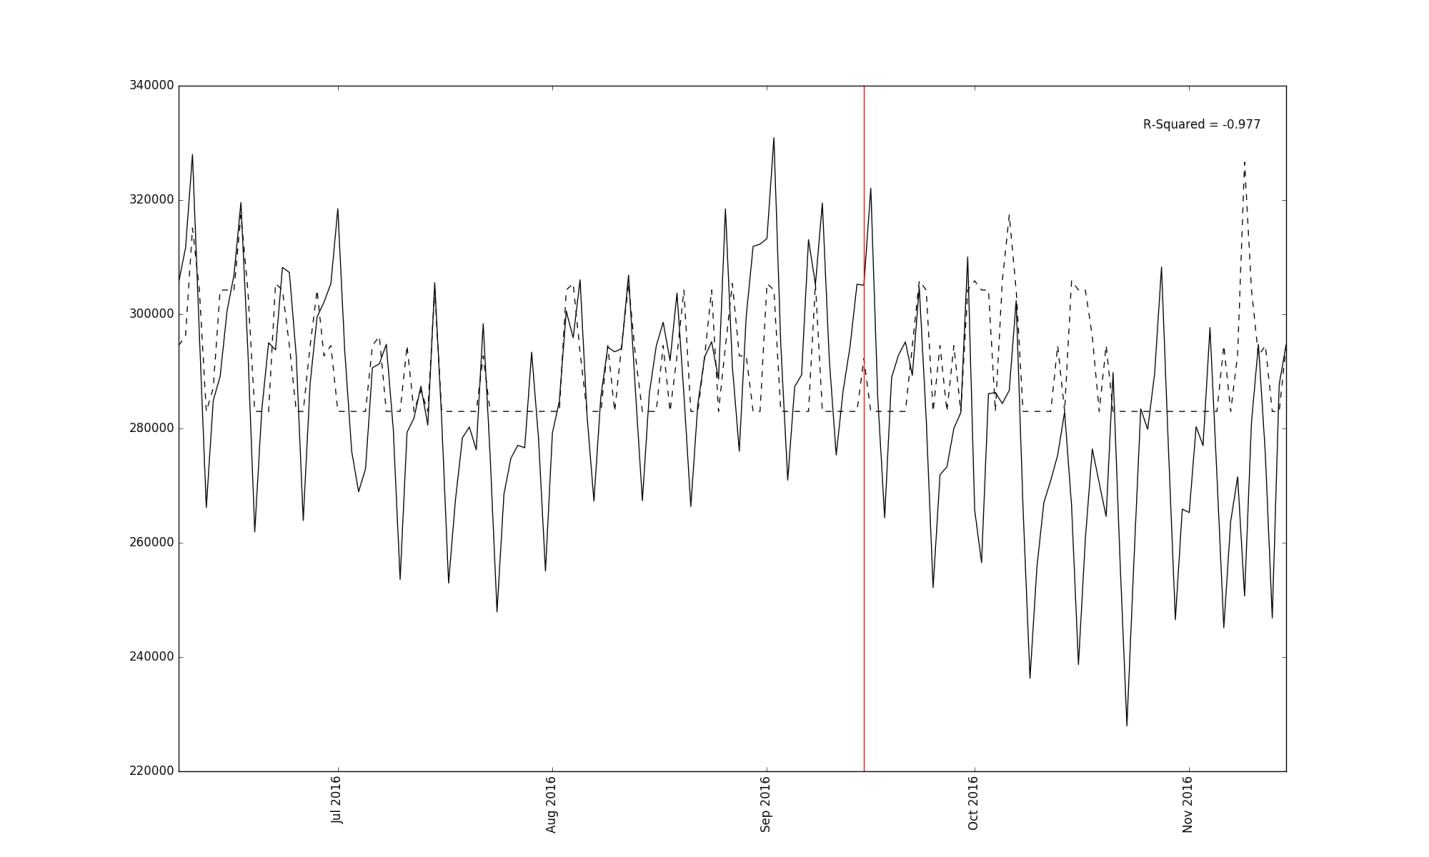 340000
R-Squared = -0.977
320000
300000
280000
260000
240000
220000
Jul 2016
Aug 2016
Sep 2016
Oct 2016
Nov 2016